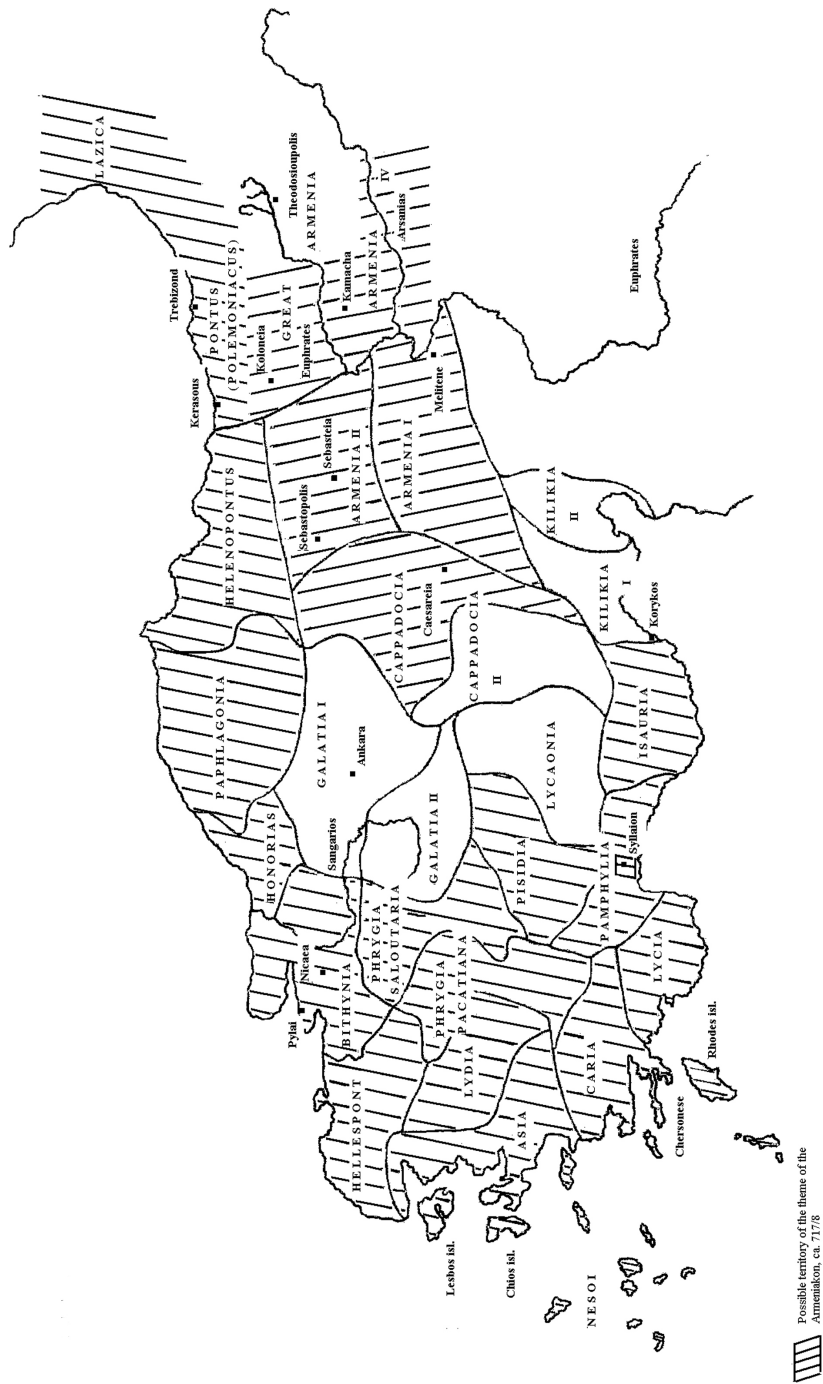 LAZICA
Trebizond
Theodosioupolis
PONTUS
(POLEMONIACUS)
GREAT
ARMENIA
Kerasous
Koloneia
Euphrates
Kamacha
ARMENIA
IV
Arsanias
Euphrates
HELENOPONTUS
Sebastopolis
Sebasteia
ARMENIA II
ARMENIA I
Melitene
PAPHLAGONIA
CAPPADOCIA
Caesareia
CAPPADOCIA
II
KILIKIA
II
KILIKIA
I
Korykos
GALATIA I
Ankara
HONORIAS
Sangarios
GALATIA II
LYCAONIA
ISAURIA
PISIDIA
PAMPHYLIA
Syllaion
Nicaea
Pylai
BITHYNIA
PHRYGIA
SALOUTARIA
PHRYGIA
PACATIANA
LYCIA
HELLESPONT
LYDIA
ASIA
CARIA
Rhodes isl.
Chersonese
Lesbos isl.
Chios isl.
NESOI
Possible territory of the theme of the
Armeniakon, ca. 717/8